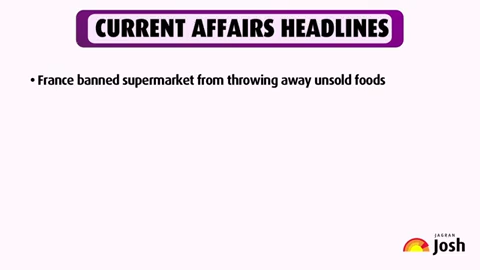 CURRENT AFFAIRS HEADLINES
• France banned supermarket from throwing away unsold foods
JAGRAN
Josh